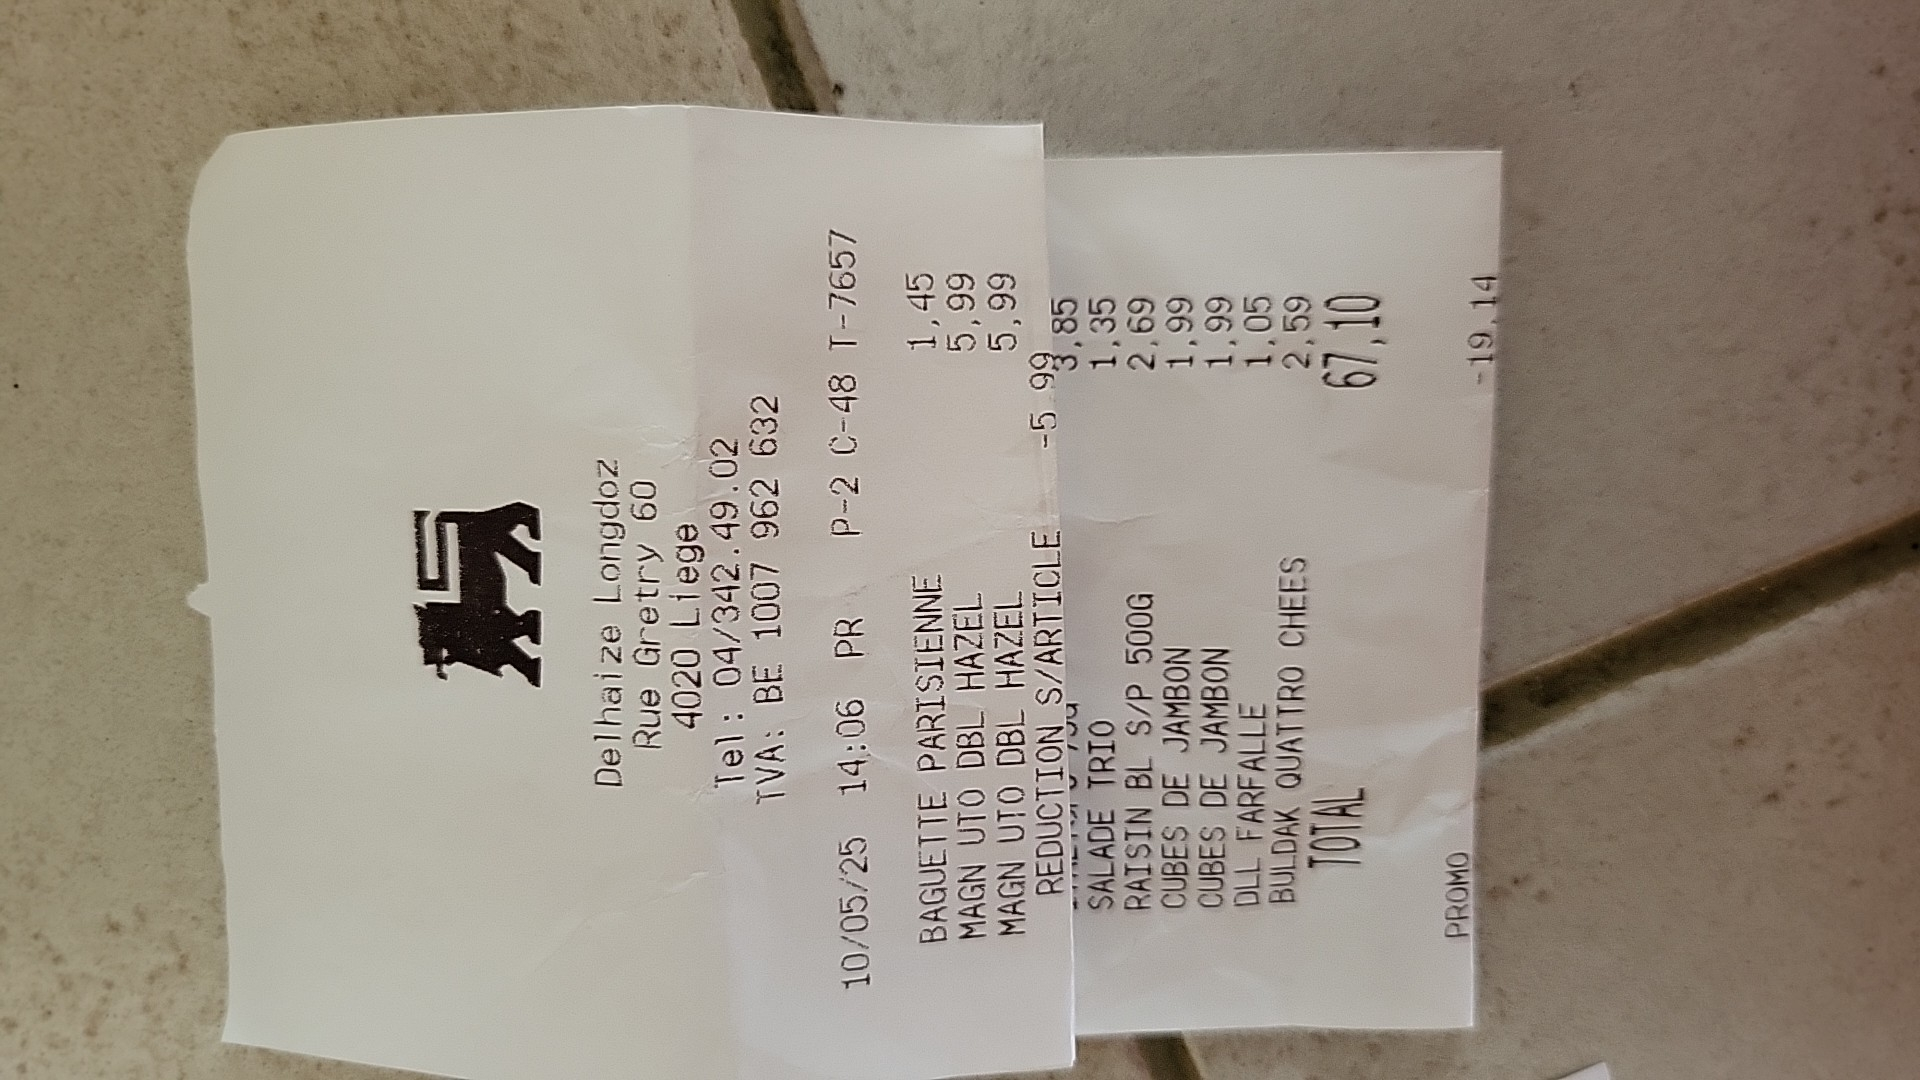 Delhaize Longdoz
Rue Gretry 60
4020 Liege
Tel: 04/342.49.02
TVA: BE 1007 962 632
10/05/25 14:06 PR P-2 C-48 T-7657
BAGUETTE PARISIENNE 1,45
MAGN UTO DBL HAZEL 5,99
MAGN UTO DBL HAZEL 5,99
REDUCTION S/ARTICLE -5,99
3,85
SALADE TRIO 1,35
RAISIN BL S/P 500G 2,69
CUBES DE JAMBON 1,99
CUBES DE JAMBON 1,99
DLL FARFALLE 1,05
BULDAK QUATTRO CHEES 2,59
TOTAL 67,10
PROMO -19,14